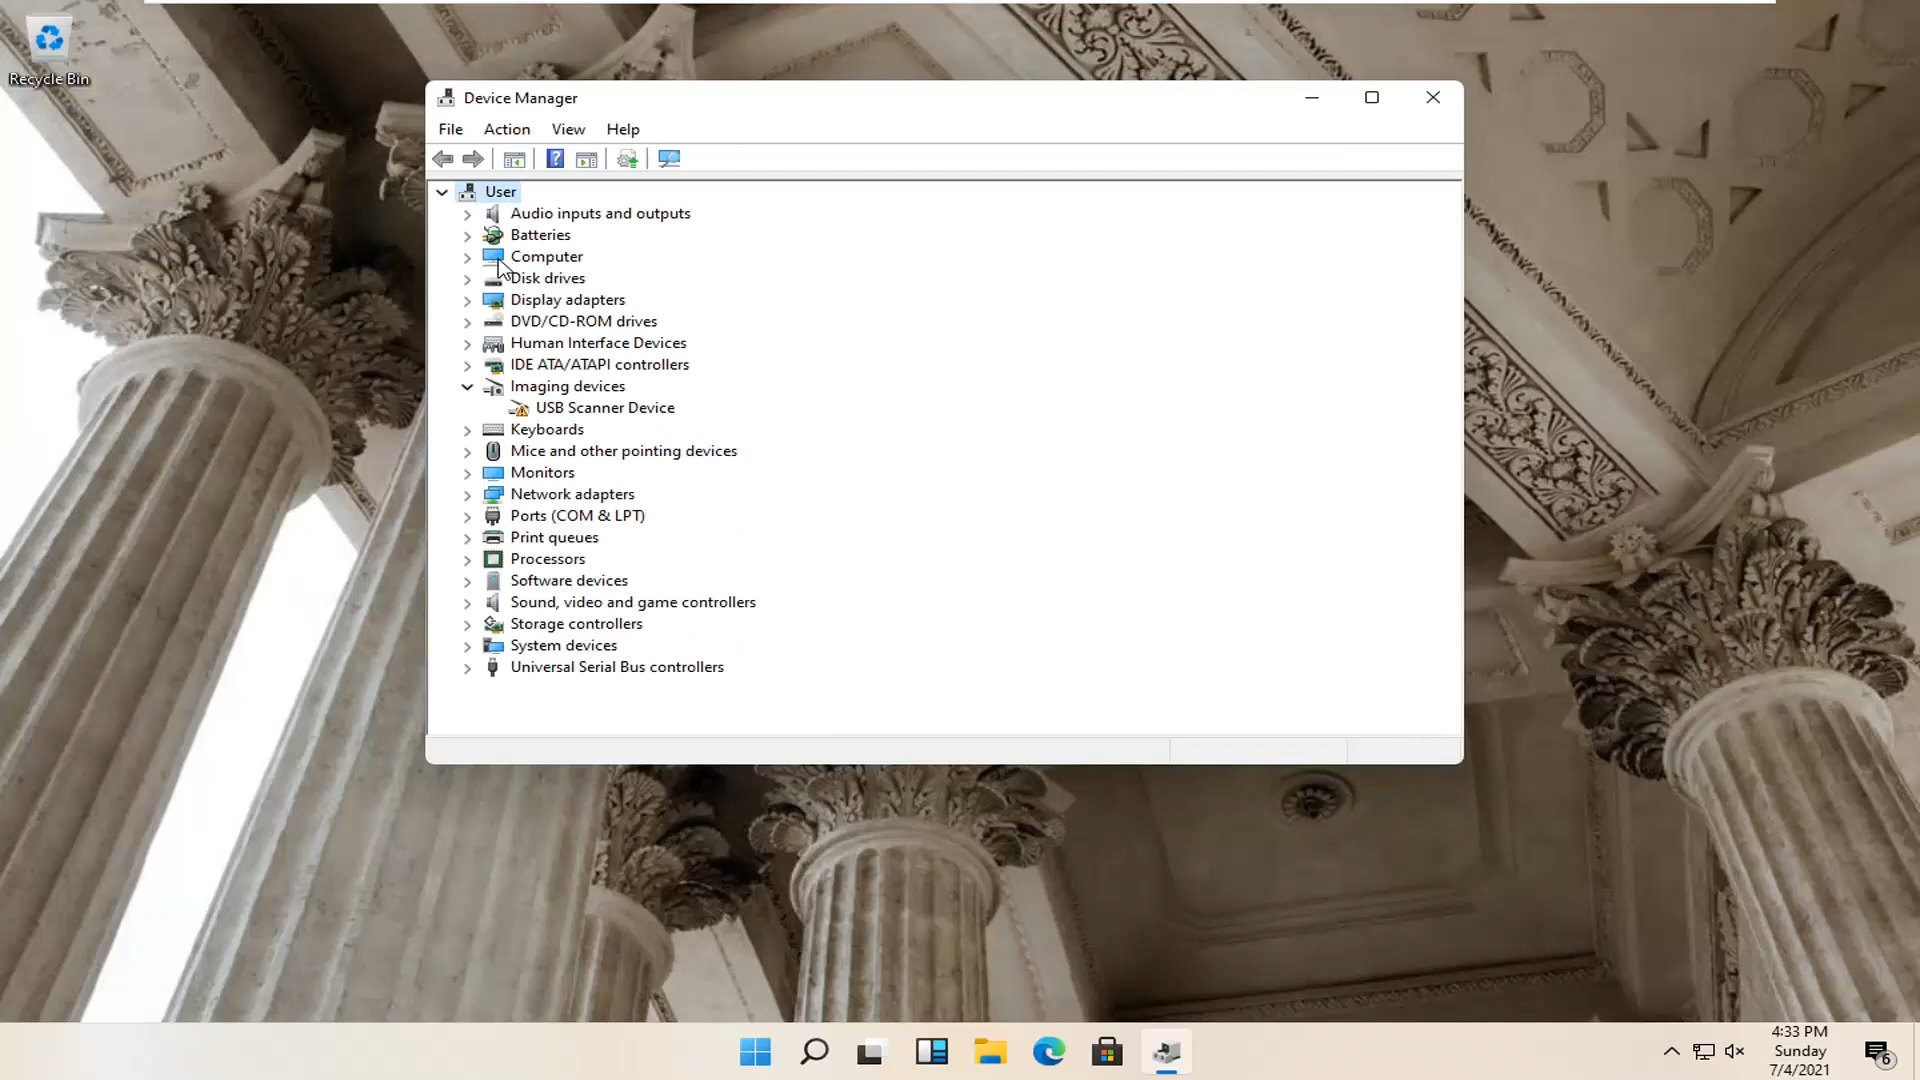 Recycle Bin
Device Manager
File Action View Help
User
Audio inputs and outputs
Batteries
Computer
Disk drives
Display adapters
DVD/CD-ROM drives
Human Interface Devices
IDE ATA/ATAPI controllers
Imaging devices
USB Scanner Device
Keyboards
Mice and other pointing devices
Monitors
Network adapters
Ports (COM & LPT)
Print queues
Processors
Software devices
Sound, video and game controllers
Storage controllers
System devices
Universal Serial Bus controllers
4:33 PM
Sunday
7/4/2021
6